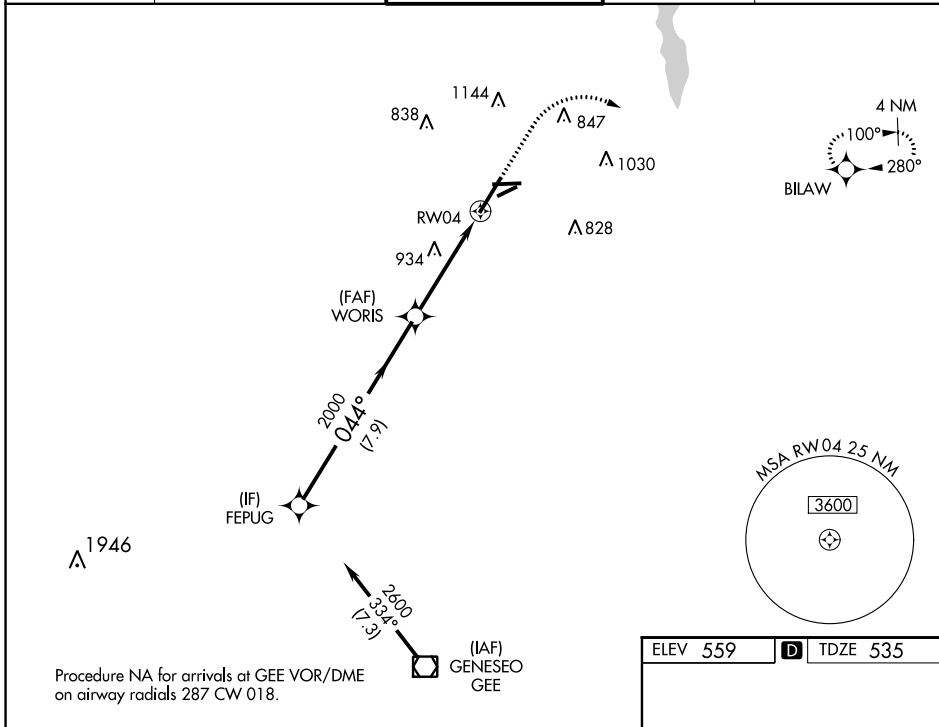 1144
838
847
4 NM
100°
1030
280°
BILAW
RW04
828
934
(FAF)
WORIS
2000
044°
(7.9)
MSA RW04 25 NM
3600
(IF)
FEPUG
1946
2600
334°
(7.3)
(IAF)
GENESEO
GEE
Procedure NA for arrivals at GEE VOR/DME
on airway radials 287 CW 018.
ELEV 559 D TDZE 535